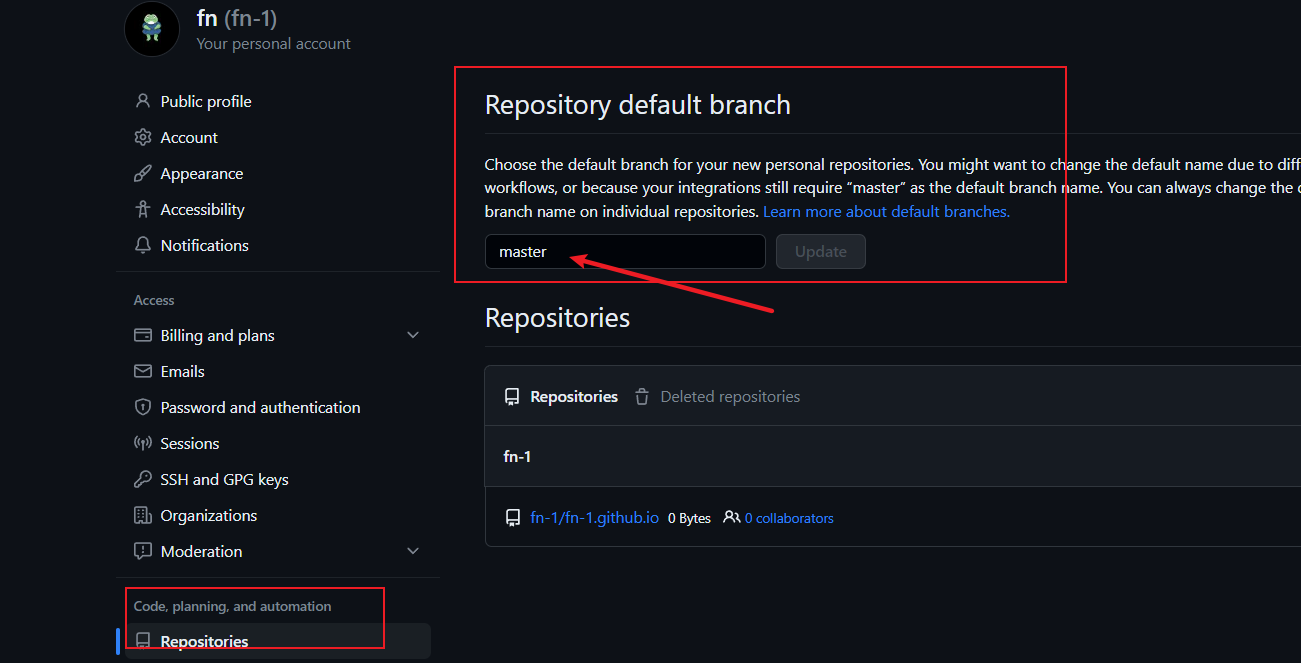 fn (fn-1)
Your personal account
Public profile
Account
Appearance
Accessibility
Notifications
Access
Billing and plans
Emails
Password and authentication
Sessions
SSH and GPG keys
Organizations
Moderation
Code, planning, and automation
Repositories
Repository default branch
Choose the default branch for your new personal repositories. You might want to change the default name due to diff
workflows, or because your integrations still require “master” as the default branch name. You can always change the
branch name on individual repositories. Learn more about default branches.
master
Update
Repositories
Repositories
Deleted repositories
fn-1
fn-1/fn-1.github.io 0 Bytes 0 collaborators